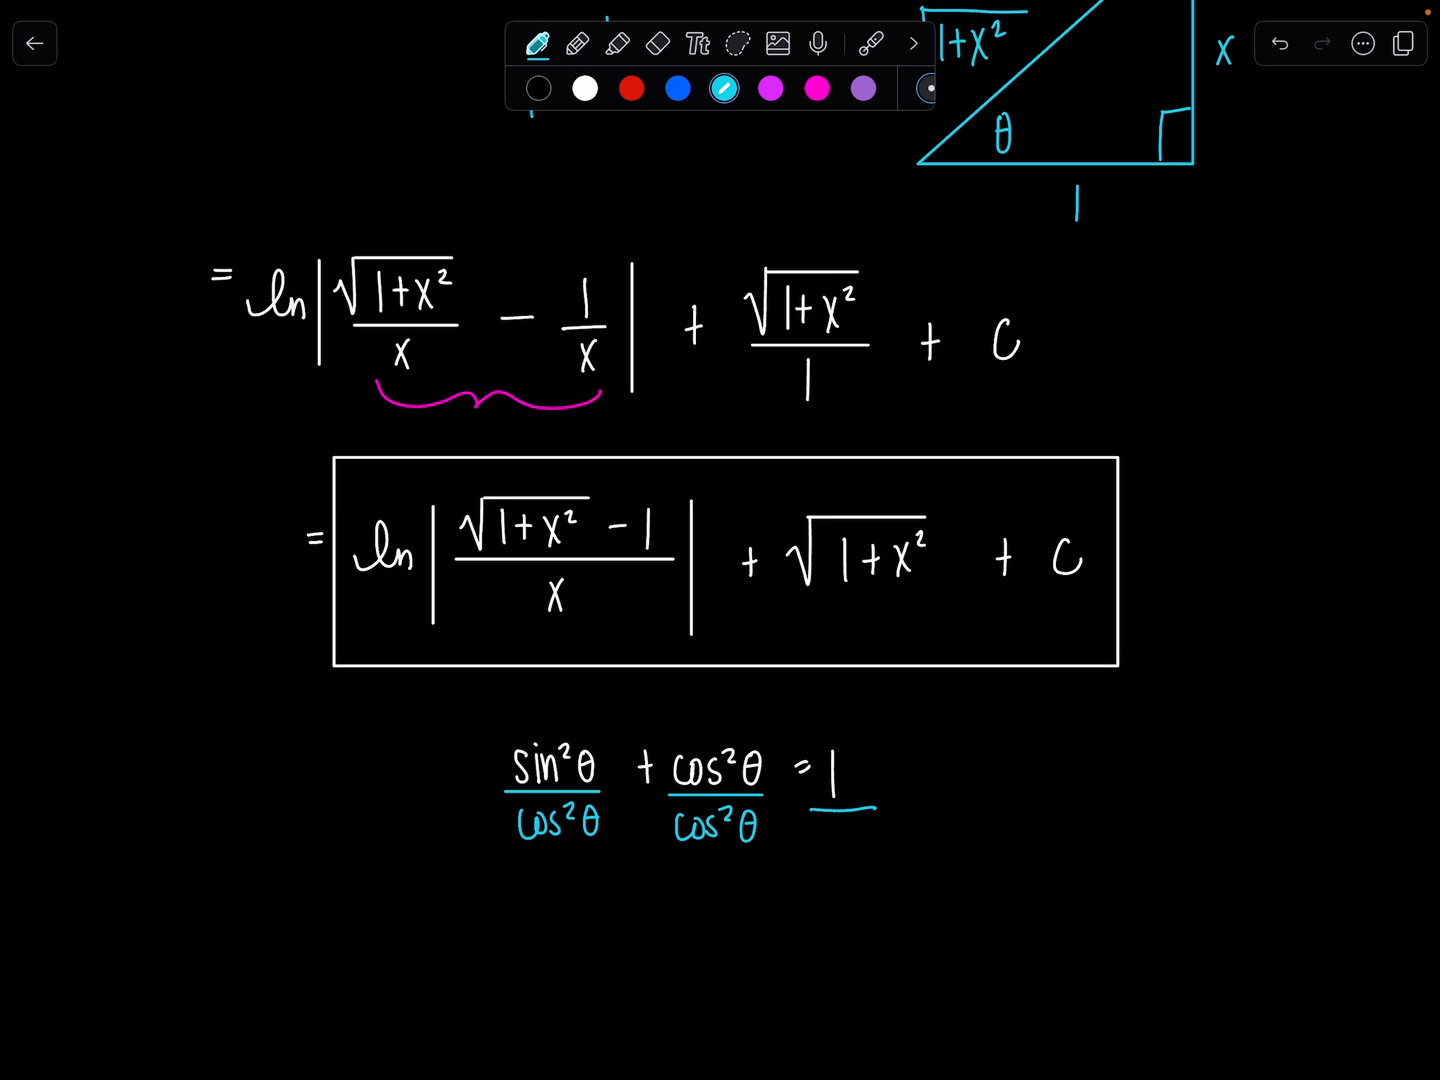 Tt
√1+x²
x
θ
1
= ln|√(1+x²)/x − 1/x| + √(1+x²)/1 + C
= ln|(√(1+x²) − 1)/x| + √(1+x²) + C
sin²θ/cos²θ + cos²θ/cos²θ = 1